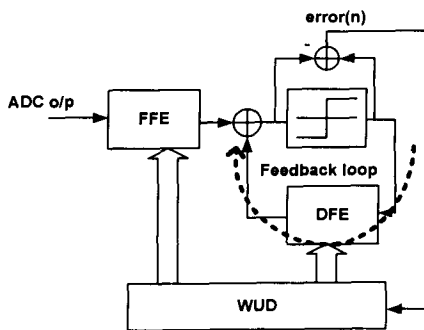 error(n)
-
ADC o/p
FFE
Feedback loop
DFE
WUD